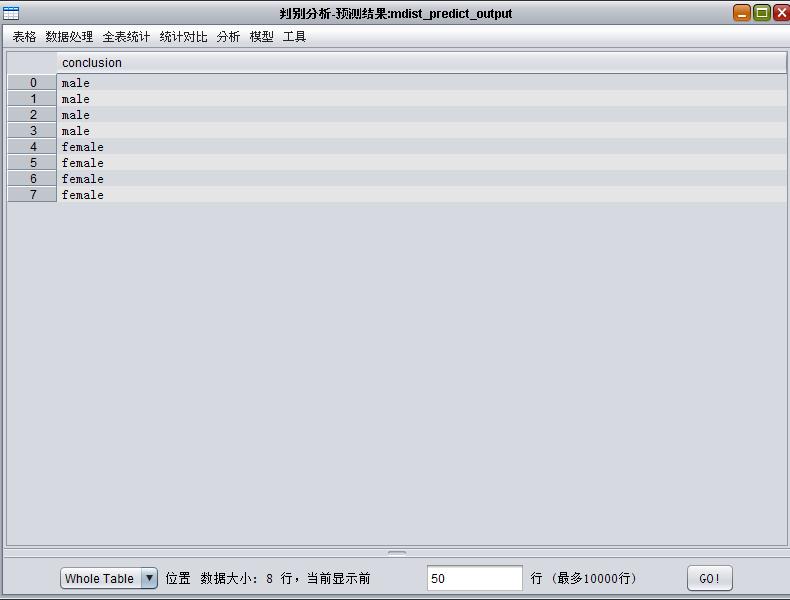 判别分析-预测结果:mdist_predict_output
表格 数据处理 全表统计 统计对比 分析 模型 工具
conclusion
0 male
1 male
2 male
3 male
4 female
5 female
6 female
7 female
Whole Table 位置 数据大小: 8 行，当前显示前 50 行 (最多10000行) GO!